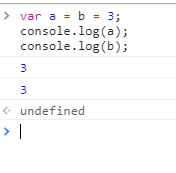 > var a = b = 3;
console.log(a);
console.log(b);
3
3
<· undefined
>